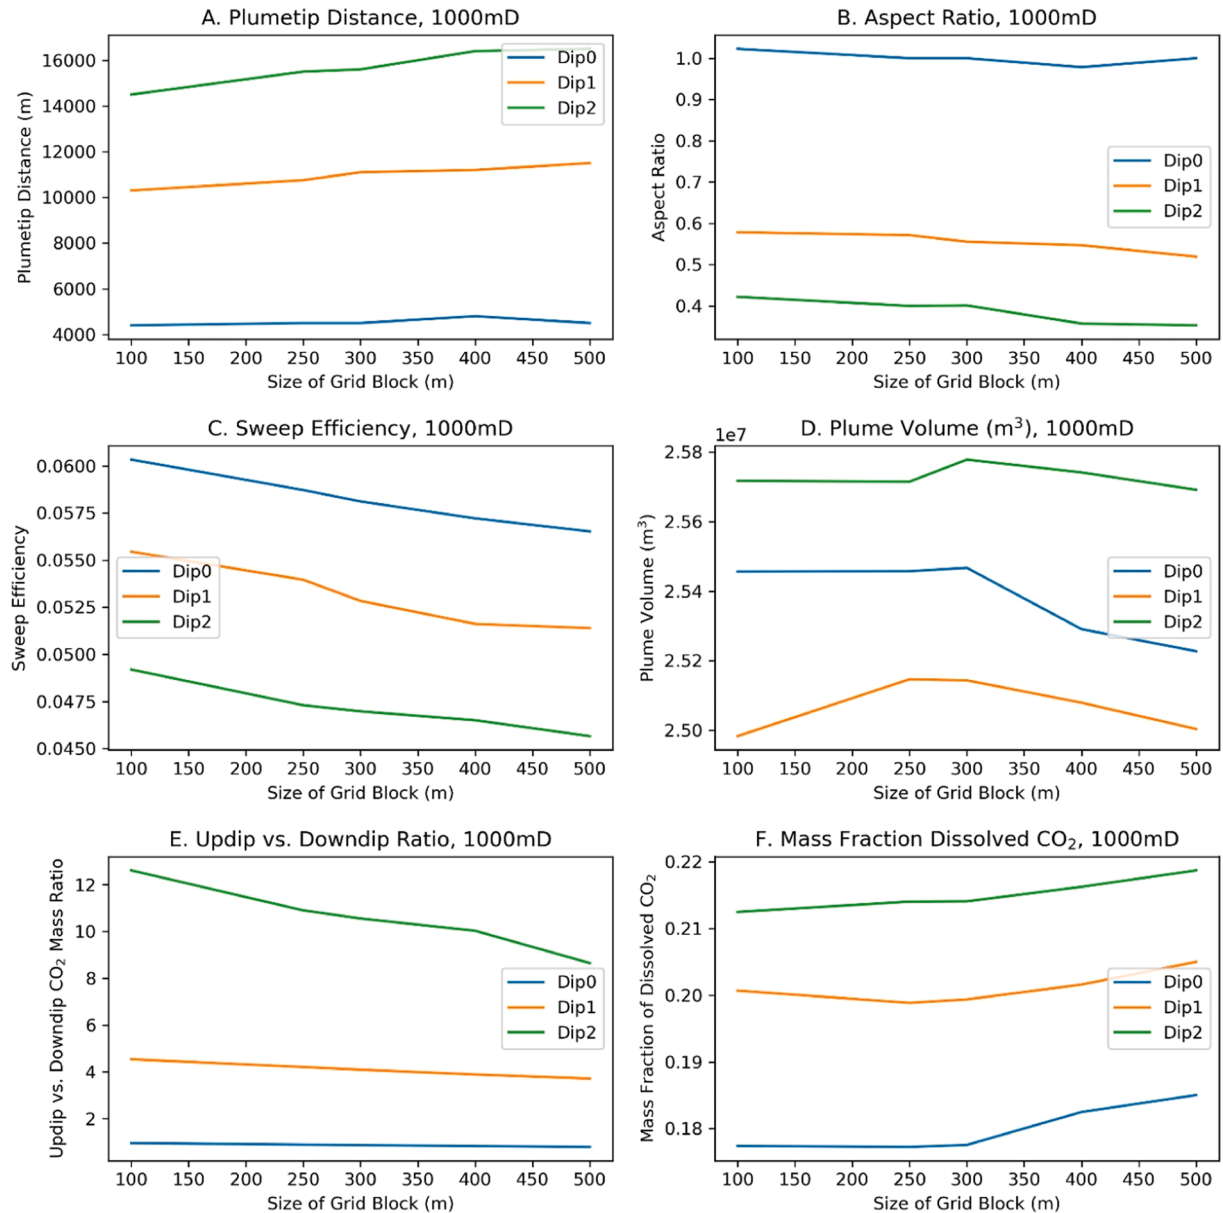 A. Plumetip Distance, 1000mD
Plumetip Distance (m)
16000
14000
12000
10000
8000
6000
4000
Dip0
Dip1
Dip2
100 150 200 250 300 350 400 450 500
Size of Grid Block (m)
B. Aspect Ratio, 1000mD
Aspect Ratio
1.0
0.9
0.8
0.7
0.6
0.5
0.4
Dip0
Dip1
Dip2
100 150 200 250 300 350 400 450 500
Size of Grid Block (m)
C. Sweep Efficiency, 1000mD
Sweep Efficiency
0.0600
0.0575
0.0550
0.0525
0.0500
0.0475
0.0450
Dip0
Dip1
Dip2
100 150 200 250 300 350 400 450 500
Size of Grid Block (m)
D. Plume Volume (m³), 1000mD
1e7
Plume Volume (m³)
2.58
2.56
2.54
2.52
2.50
Dip0
Dip1
Dip2
100 150 200 250 300 350 400 450 500
Size of Grid Block (m)
E. Updip vs. Downdip Ratio, 1000mD
Updip vs. Downdip CO₂ Mass Ratio
12
10
8
6
4
2
Dip0
Dip1
Dip2
100 150 200 250 300 350 400 450 500
Size of Grid Block (m)
F. Mass Fraction Dissolved CO₂, 1000mD
Mass Fraction of Dissolved CO₂
0.22
0.21
0.20
0.19
0.18
Dip0
Dip1
Dip2
100 150 200 250 300 350 400 450 500
Size of Grid Block (m)